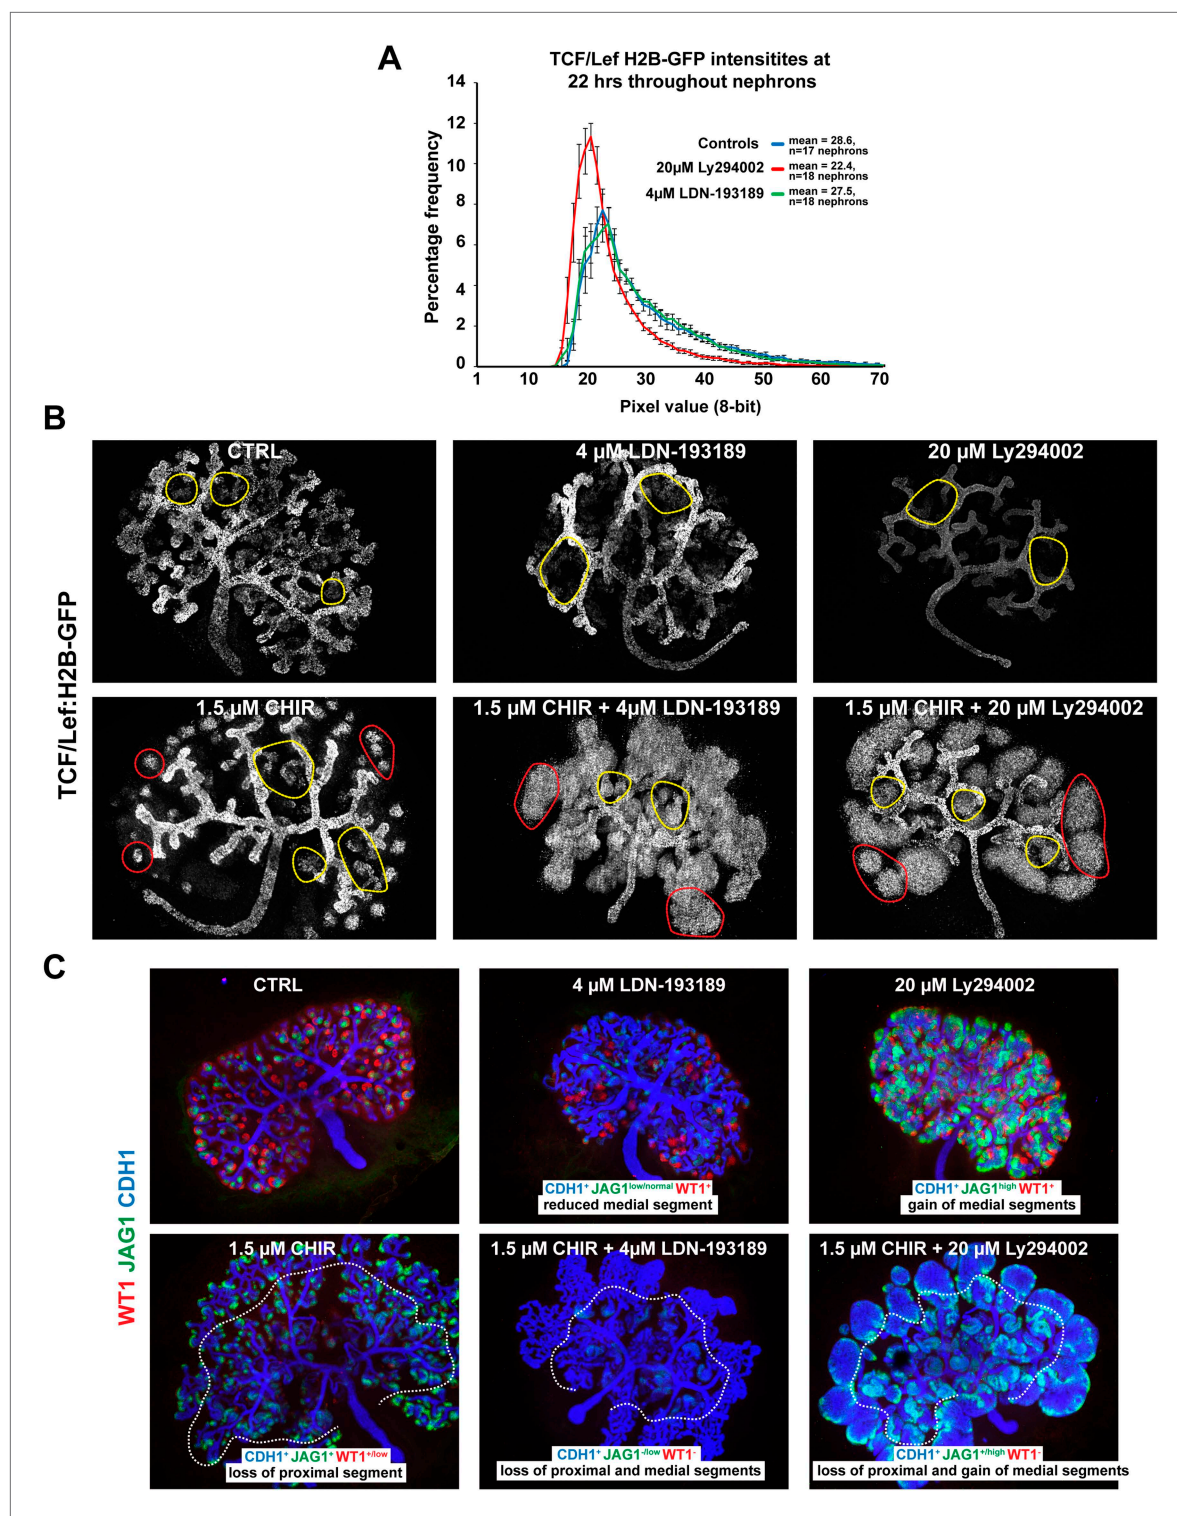 A
TCF/Lef H2B-GFP intensitites at
22 hrs throughout nephrons
14
12
10
8
6
4
2
0
Percentage frequency
Controls
mean = 28.6,
n=17 nephrons
20µM Ly294002
mean = 22.4,
n=18 nephrons
4µM LDN-193189
mean = 27.5,
n=18 nephrons
1 10 20 30 40 50 60 70
Pixel value (8-bit)
B
TCF/Lef:H2B-GFP
CTRL
4 µM LDN-193189
20 µM Ly294002
1.5 µM CHIR
1.5 µM CHIR + 4µM LDN-193189
1.5 µM CHIR + 20 µM Ly294002
C
WT1 JAG1 CDH1
CTRL
4 µM LDN-193189
CDH1+ JAG1low/normal WT1+
reduced medial segment
20 µM Ly294002
CDH1+ JAG1high WT1+
gain of medial segments
1.5 µM CHIR
CDH1+ JAG1+ WT1+/low
loss of proximal segment
1.5 µM CHIR + 4µM LDN-193189
CDH1+ JAG1-/low WT1-
loss of proximal and medial segments
1.5 µM CHIR + 20 µM Ly294002
CDH1+ JAG1+/high WT1-
loss of proximal and gain of medial segments